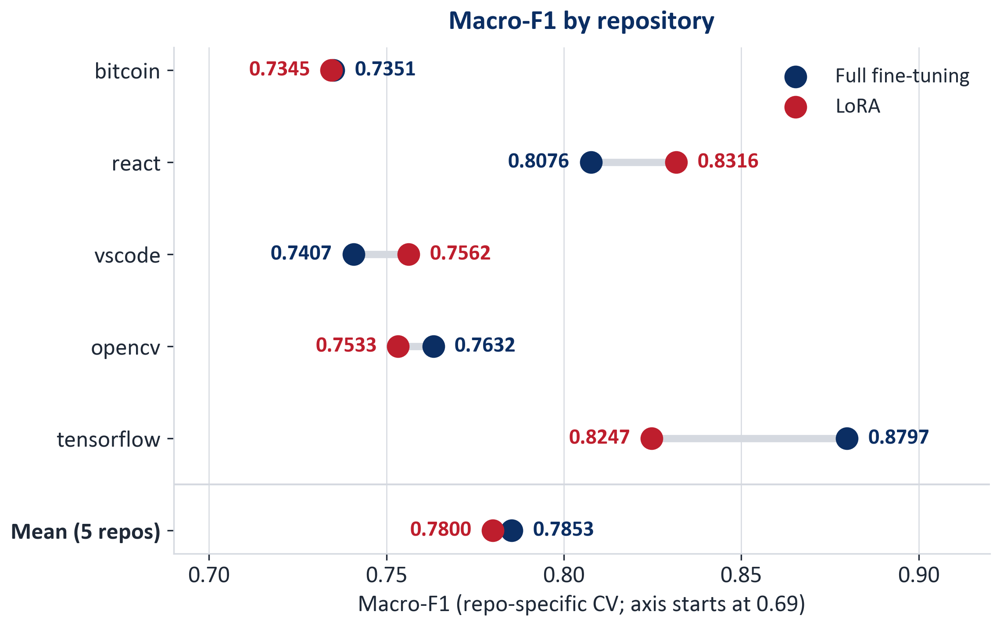 Macro-F1 by repository
bitcoin
0.7345
0.7351
Full fine-tuning
LoRA
react
0.8076
0.8316
vscode
0.7407
0.7562
opencv
0.7533
0.7632
tensorflow
0.8247
0.8797
Mean (5 repos)
0.7800
0.7853
0.70
0.75
0.80
0.85
0.90
Macro-F1 (repo-specific CV; axis starts at 0.69)